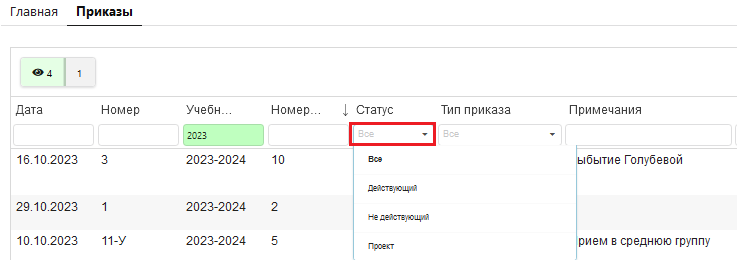 Главная Приказы
4 1
Дата Номер Учебн... Номер... ↓ Статус Тип приказа Примечания
2023 Все Все
16.10.2023 3 2023-2024 10 Все ыбытие Голубевой
Действующий
29.10.2023 1 2023-2024 2 Не действующий
10.10.2023 11-У 2023-2024 5 Проект рием в среднюю группу